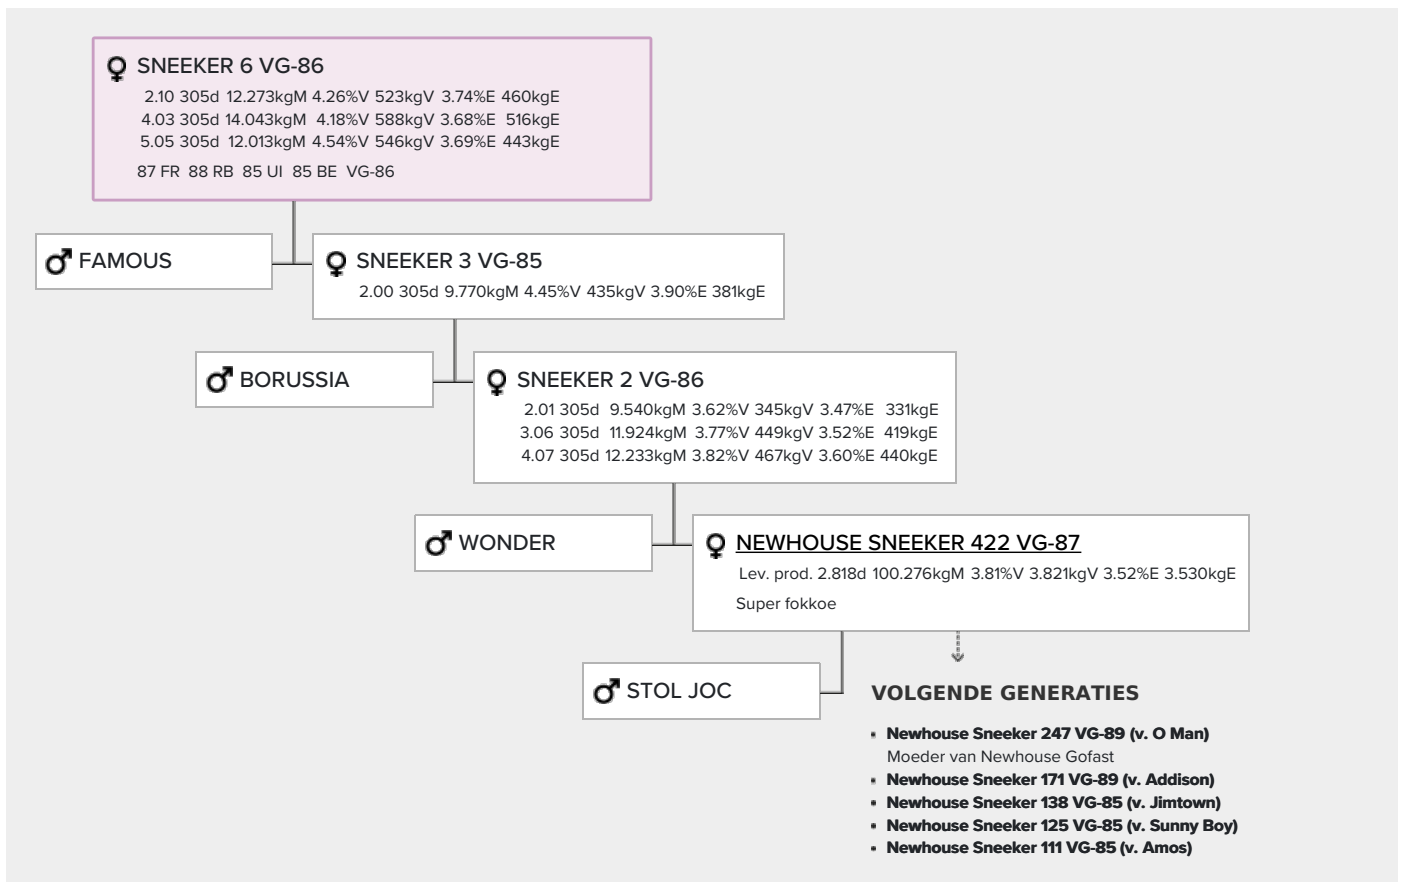 SNEEKER 6 VG-86
2.10 305d 12.273kgM 4.26%V 523kgV 3.74%E 460kgE
4.03 305d 14.043kgM 4.18%V 588kgV 3.68%E 516kgE
5.05 305d 12.013kgM 4.54%V 546kgV 3.69%E 443kgE
87 FR 88 RB 85 UI 85 BE VG-86
FAMOUS
SNEEKER 3 VG-85
2.00 305d 9.770kgM 4.45%V 435kgV 3.90%E 381kgE
BORUSSIA
SNEEKER 2 VG-86
2.01 305d 9.540kgM 3.62%V 345kgV 3.47%E 331kgE
3.06 305d 11.924kgM 3.77%V 449kgV 3.52%E 419kgE
4.07 305d 12.233kgM 3.82%V 467kgV 3.60%E 440kgE
WONDER
NEWHOUSE SNEEKER 422 VG-87
Lev. prod. 2.818d 100.276kgM 3.81%V 3.821kgV 3.52%E 3.530kgE
Super fokkoe
STOL JOC
VOLGENDE GENERATIES
• Newhouse Sneeker 247 VG-89 (v. O Man)
Moeder van Newhouse Gofast
• Newhouse Sneeker 171 VG-89 (v. Addison)
• Newhouse Sneeker 138 VG-85 (v. Jimtown)
• Newhouse Sneeker 125 VG-85 (v. Sunny Boy)
• Newhouse Sneeker 111 VG-85 (v. Amos)